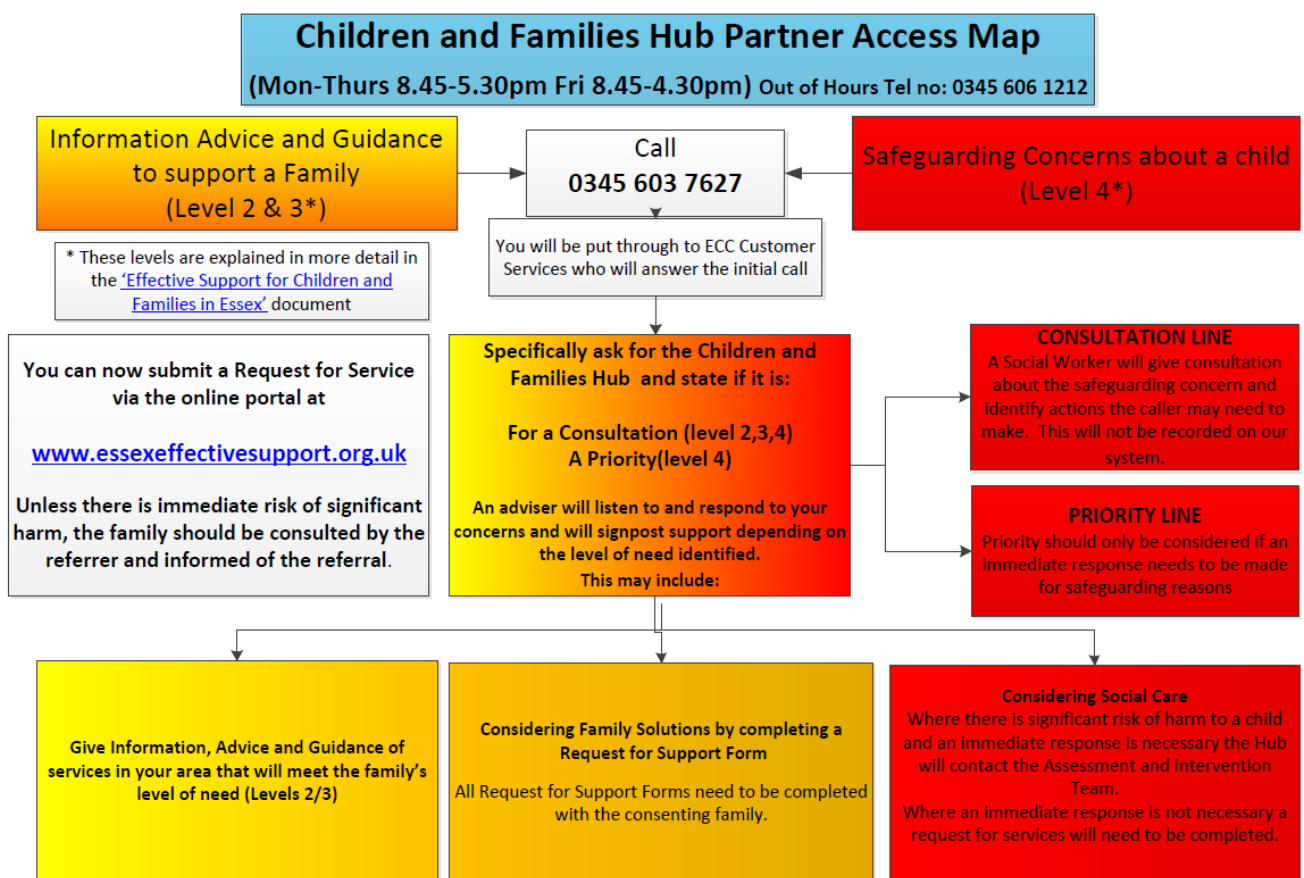 Children and Families Hub Partner Access Map
(Mon-Thurs 8.45-5.30pm Fri 8.45-4.30pm) Out of Hours Tel no: 0345 606 1212
Information Advice and Guidance
to support a Family
(Level 2 & 3*)
Call
0345 603 7627
Safeguarding Concerns about a child
(Level 4*)
* These levels are explained in more detail in
the 'Effective Support for Children and
Families in Essex' document
You will be put through to ECC Customer
Services who will answer the initial call
You can now submit a Request for Service
via the online portal at
www.essexeffectivesupport.org.uk
Unless there is immediate risk of significant
harm, the family should be consulted by the
referrer and informed of the referral.
Specifically ask for the Children and
Families Hub and state if it is:
For a Consultation (level 2,3,4)
A Priority(level 4)
An adviser will listen to and respond to your
concerns and will signpost support depending on
the level of need identified.
This may include:
CONSULTATION LINE
A Social Worker will give consultation
about the safeguarding concern and
identify actions the caller may need to
make. This will not be recorded on our
system.
PRIORITY LINE
Priority should only be considered if an
immediate response needs to be made
for safeguarding reasons
Give Information, Advice and Guidance of
services in your area that will meet the family's
level of need (Levels 2/3)
Considering Family Solutions by completing a
Request for Support Form
All Request for Support Forms need to be completed
with the consenting family.
Considering Social Care
Where there is significant risk of harm to a child
and an immediate response is necessary the Hub
will contact the Assessment and Intervention
Team.
Where an immediate response is not necessary a
request for services will need to be completed.